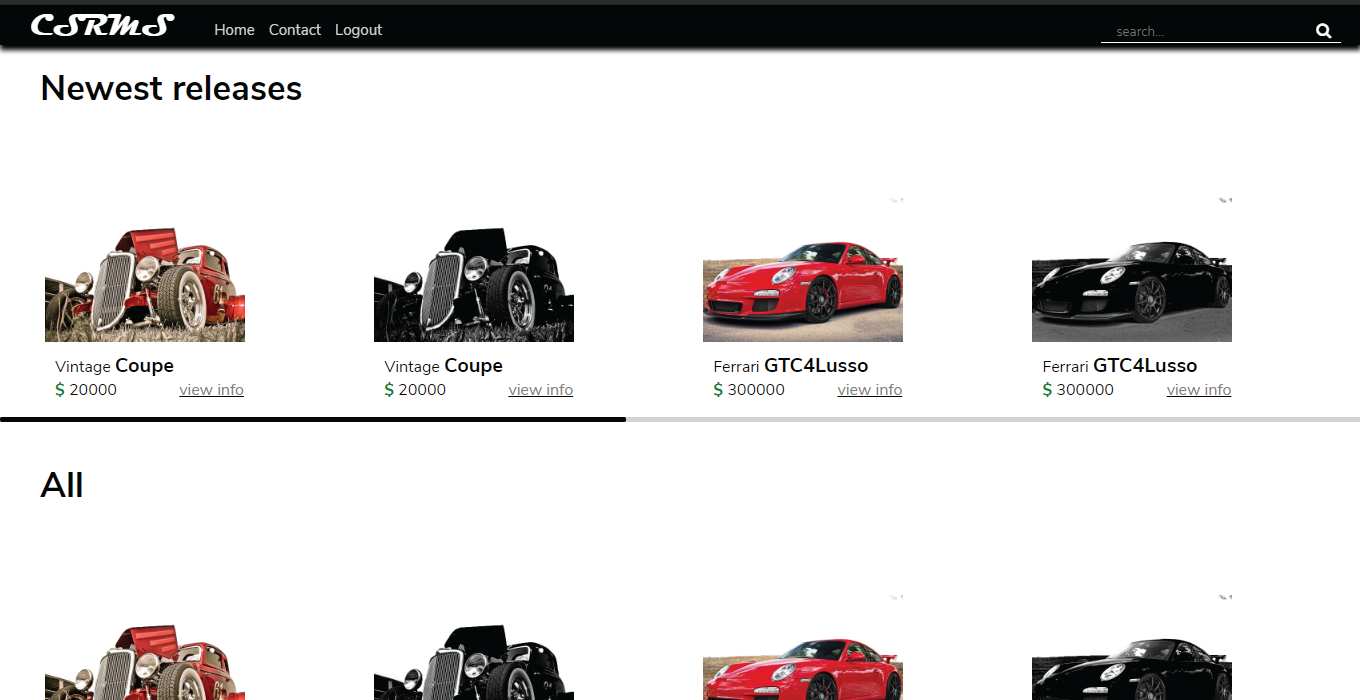 CSRMS Home Contact Logout search...
Newest releases
Vintage Coupe
$ 20000 view info
Vintage Coupe
$ 20000 view info
Ferrari GTC4Lusso
$ 300000 view info
Ferrari GTC4Lusso
$ 300000 view info
All